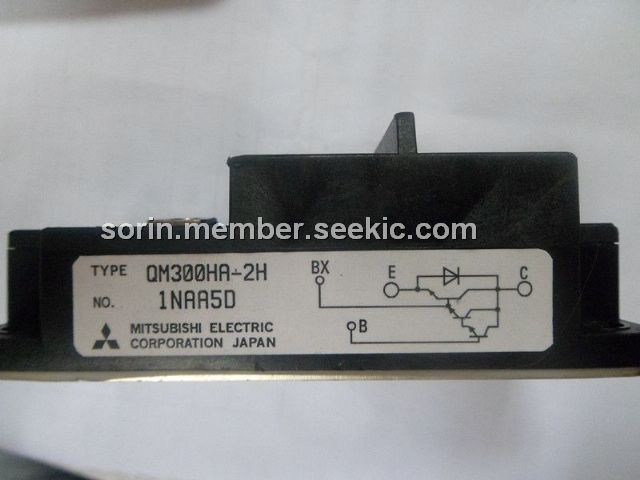 sorin.member.seekic.com
TYPE QM300HA-2H
NO. 1NAA5D
MITSUBISHI ELECTRIC
CORPORATION JAPAN
BX
E
C
B